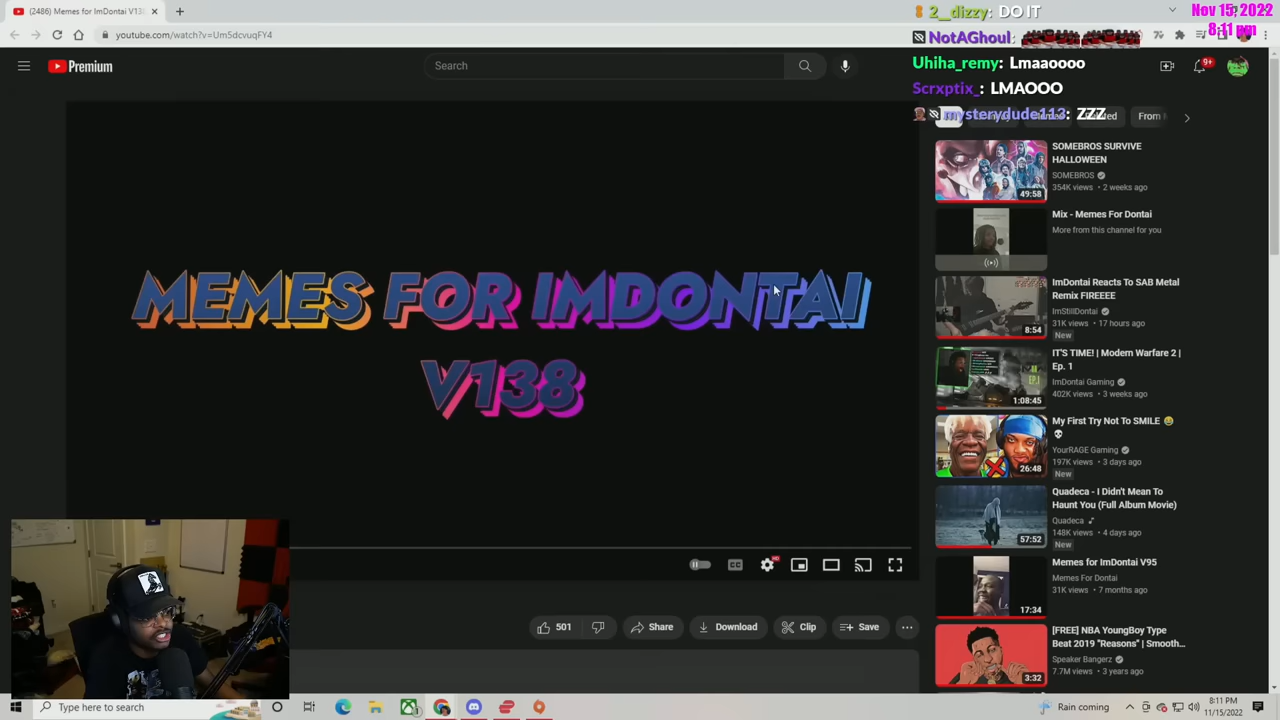 (2486) Memes for ImDontai V138
2__dizzy: DO IT
Nov 15, 2022
8:11 pm
NotAGhoul:
youtube.com/watch?v=Um5dcvuqFY4
Uhiha_remy: Lmaaoooo
Premium
Search
9+
Scrxptix_: LMAOOO
mysterydude113: ZZZ
From
SOMEBROS SURVIVE
HALLOWEEN
SOMEBROS
354K views • 2 weeks ago
49:58
Mix - Memes For Dontai
More from this channel for you
ImDontai Reacts To SAB Metal
Remix FIREEEE
ImStillDontai
31K views • 17 hours ago
8:54
New
MEMES FOR IMDONTAI
V138
IT'S TIME! | Modern Warfare 2 |
Ep. 1
ImDontai Gaming
402K views • 3 weeks ago
1:08:45
My First Try Not To SMILE
YourRAGE Gaming
197K views • 3 days ago
26:48
New
Quadeca - I Didn't Mean To
Haunt You (Full Album Movie)
Quadeca
148K views • 4 days ago
57:52
New
Memes for ImDontai V95
Memes For Dontai
31K views • 7 months ago
17:34
501
Share
Download
Clip
Save
[FREE] NBA YoungBoy Type
Beat 2019 "Reasons" | Smooth...
Speaker Bangerz
7.7M views • 3 years ago
3:32
Type here to search
Rain coming
8:11 PM
11/15/2022